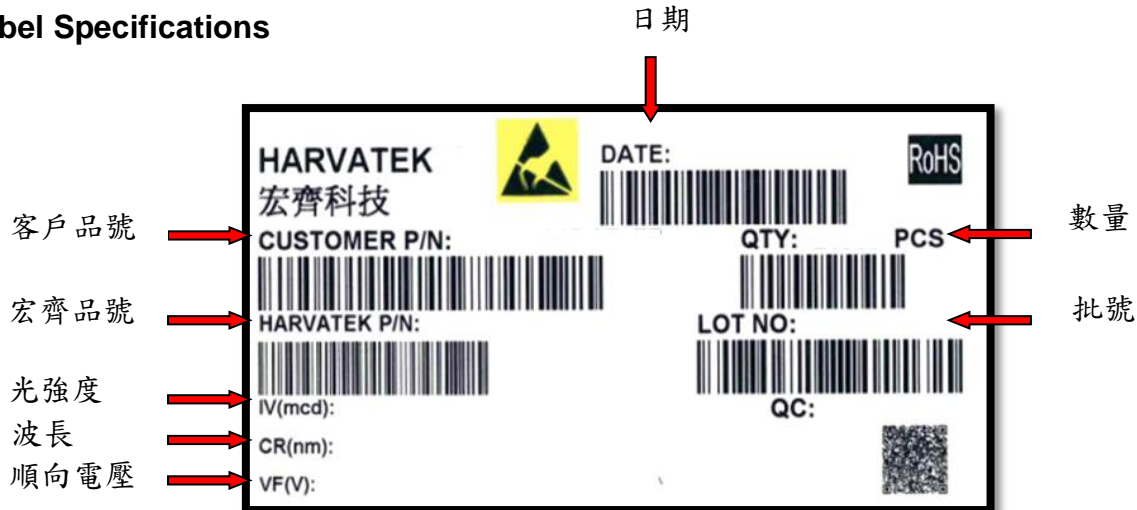 bel Specifications
日期
HARVATEK
宏齊科技
DATE:
RoHS
客戶品號
CUSTOMER P/N:
QTY: PCS
數量
宏齊品號
HARVATEK P/N:
LOT NO:
批號
光強度
IV(mcd):
QC:
波長
CR(nm):
順向電壓
VF(V):